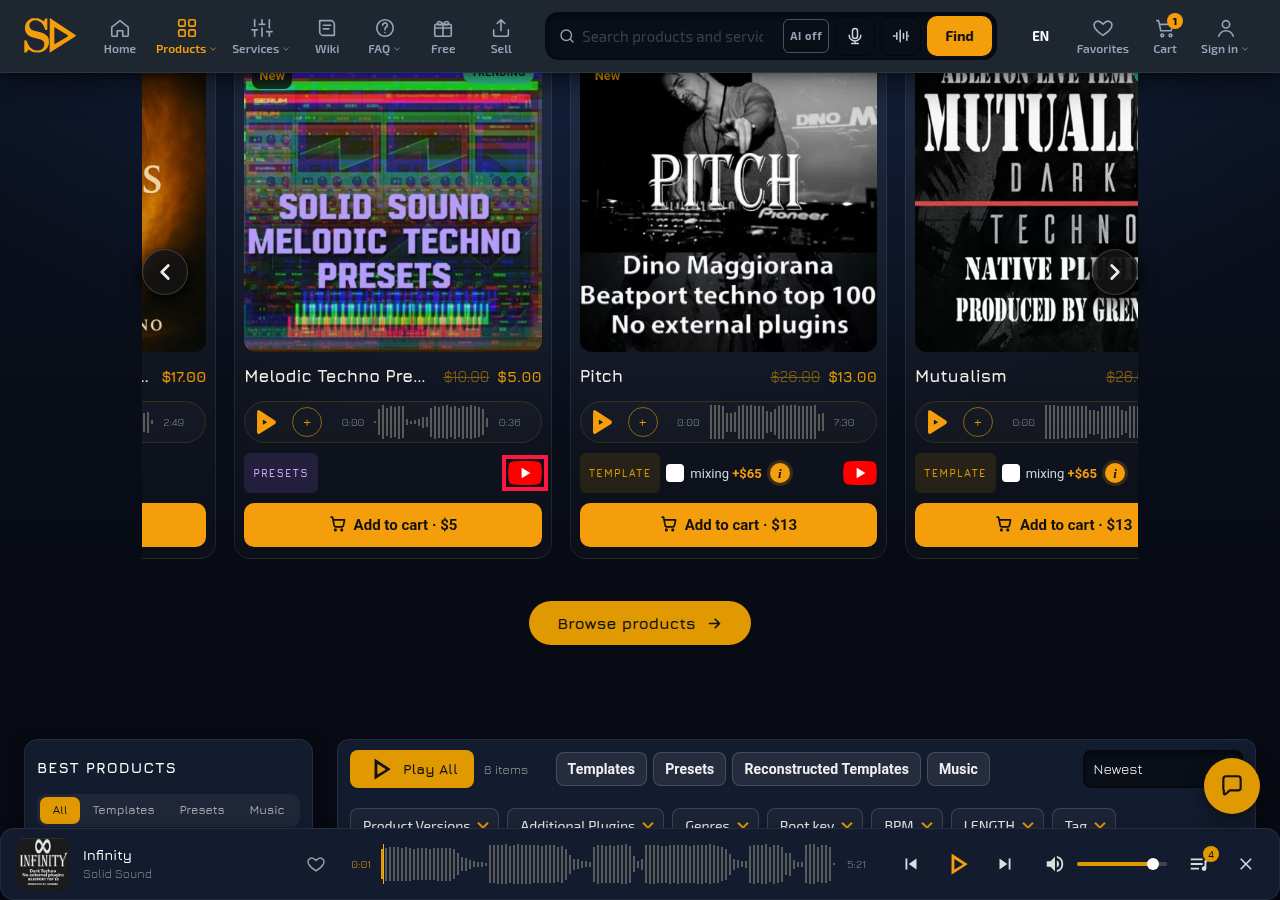 Home
Products
Services
Wiki
FAQ
Free
Sell
Search products and servic
AI off
Find
EN
Favorites
1
Cart
Sign in
New
SERUM
SOLID SOUND
MELODIC TECHNO
PRESETS
New
DINO M
PITCH
Pioneer
Dino Maggiorana
Beatport techno top 100
No external plugins
ABLETON LIVE TEMP
MUTUALI
DARK
TECHNO
NATIVE PL
PRODUCED BY GREN
S
NO
... $17.00
Melodic Techno Pre... $10.00 $5.00
Pitch $26.00 $13.00
Mutualism $26.
2:49
+ 0:00 0:36
+ 0:00 7:30
+ 0:00
PRESETS
TEMPLATE mixing +$65 i
TEMPLATE mixing +$65 i
Add to cart · $5
Add to cart · $13
Add to cart · $13
Browse products
BEST PRODUCTS
All Templates Presets Music
Play All 8 items Templates Presets Reconstructed Templates Music Newest
Product Versions Additional Plugins Genres Root key BPM LENGTH Tag
INFINITY
Dark Techno
Infinity
Solid Sound
0:01 5:21
4